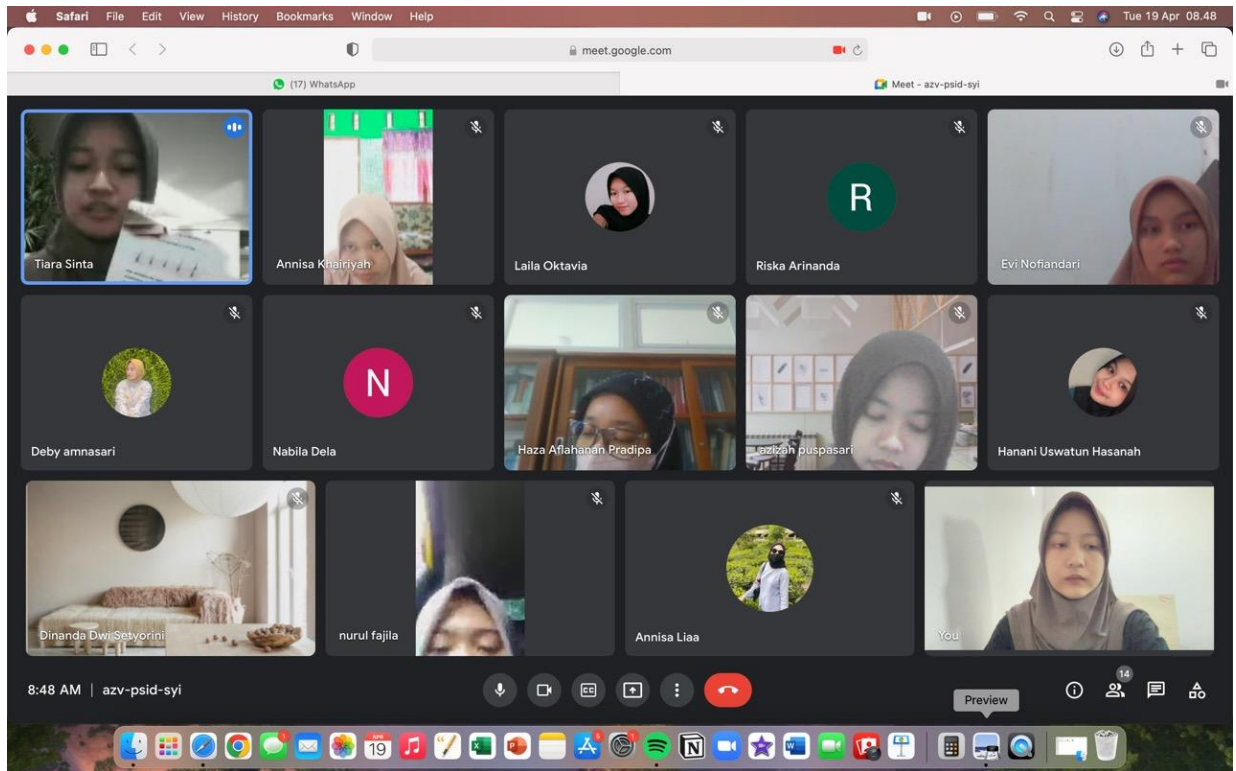 Safari File Edit View History Bookmarks Window Help Tue 19 Apr 08.48
meet.google.com
(17) WhatsApp Meet - azv-psid-syi
Tiara Sinta
Annisa Khairiyah
Laila Oktavia
R
Riska Arinanda
Evi Nofiandari
Deby amnasari
N
Nabila Dela
Haza Aflahanan Pradipa
azizah puspasari
Hanani Uswatun Hasanah
Dinanda Dwi Setyorini
nurul fajila
Annisa Liaa
You
8:48 AM | azv-psid-syi
CC
14
Preview
APR
19